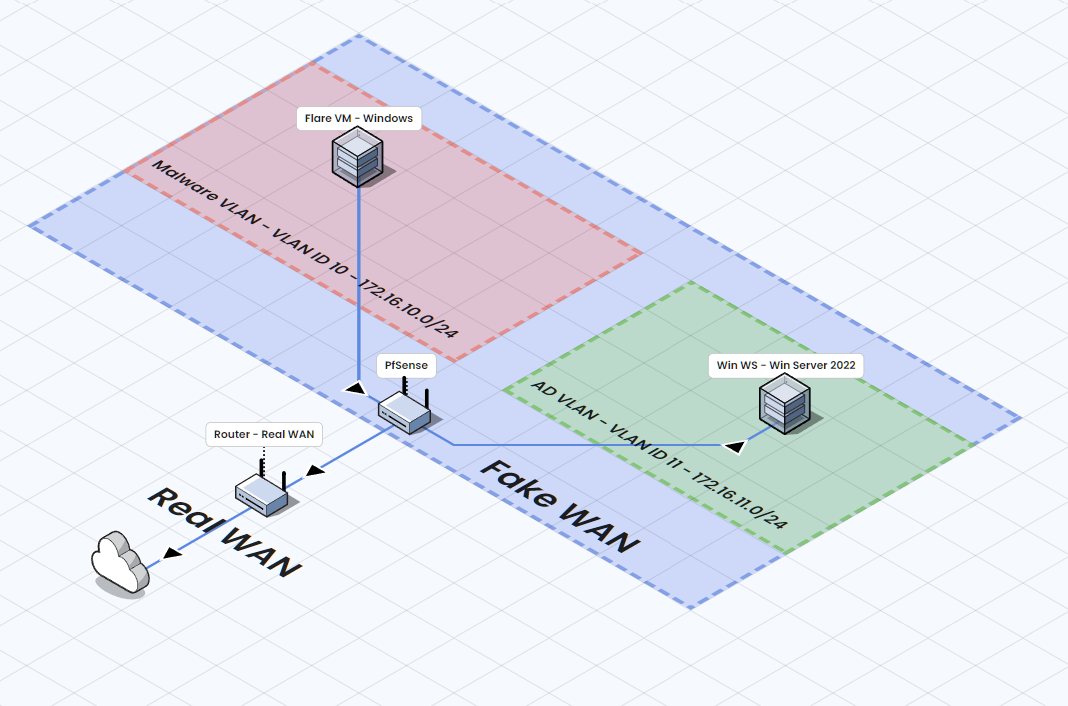 Flare VM - Windows
Malware VLAN - VLAN ID 10 - 172.16.10.0/24
PfSense
Win WS - Win Server 2022
AD VLAN - VLAN ID 11 - 172.16.11.0/24
Router - Real WAN
Fake WAN
Real WAN